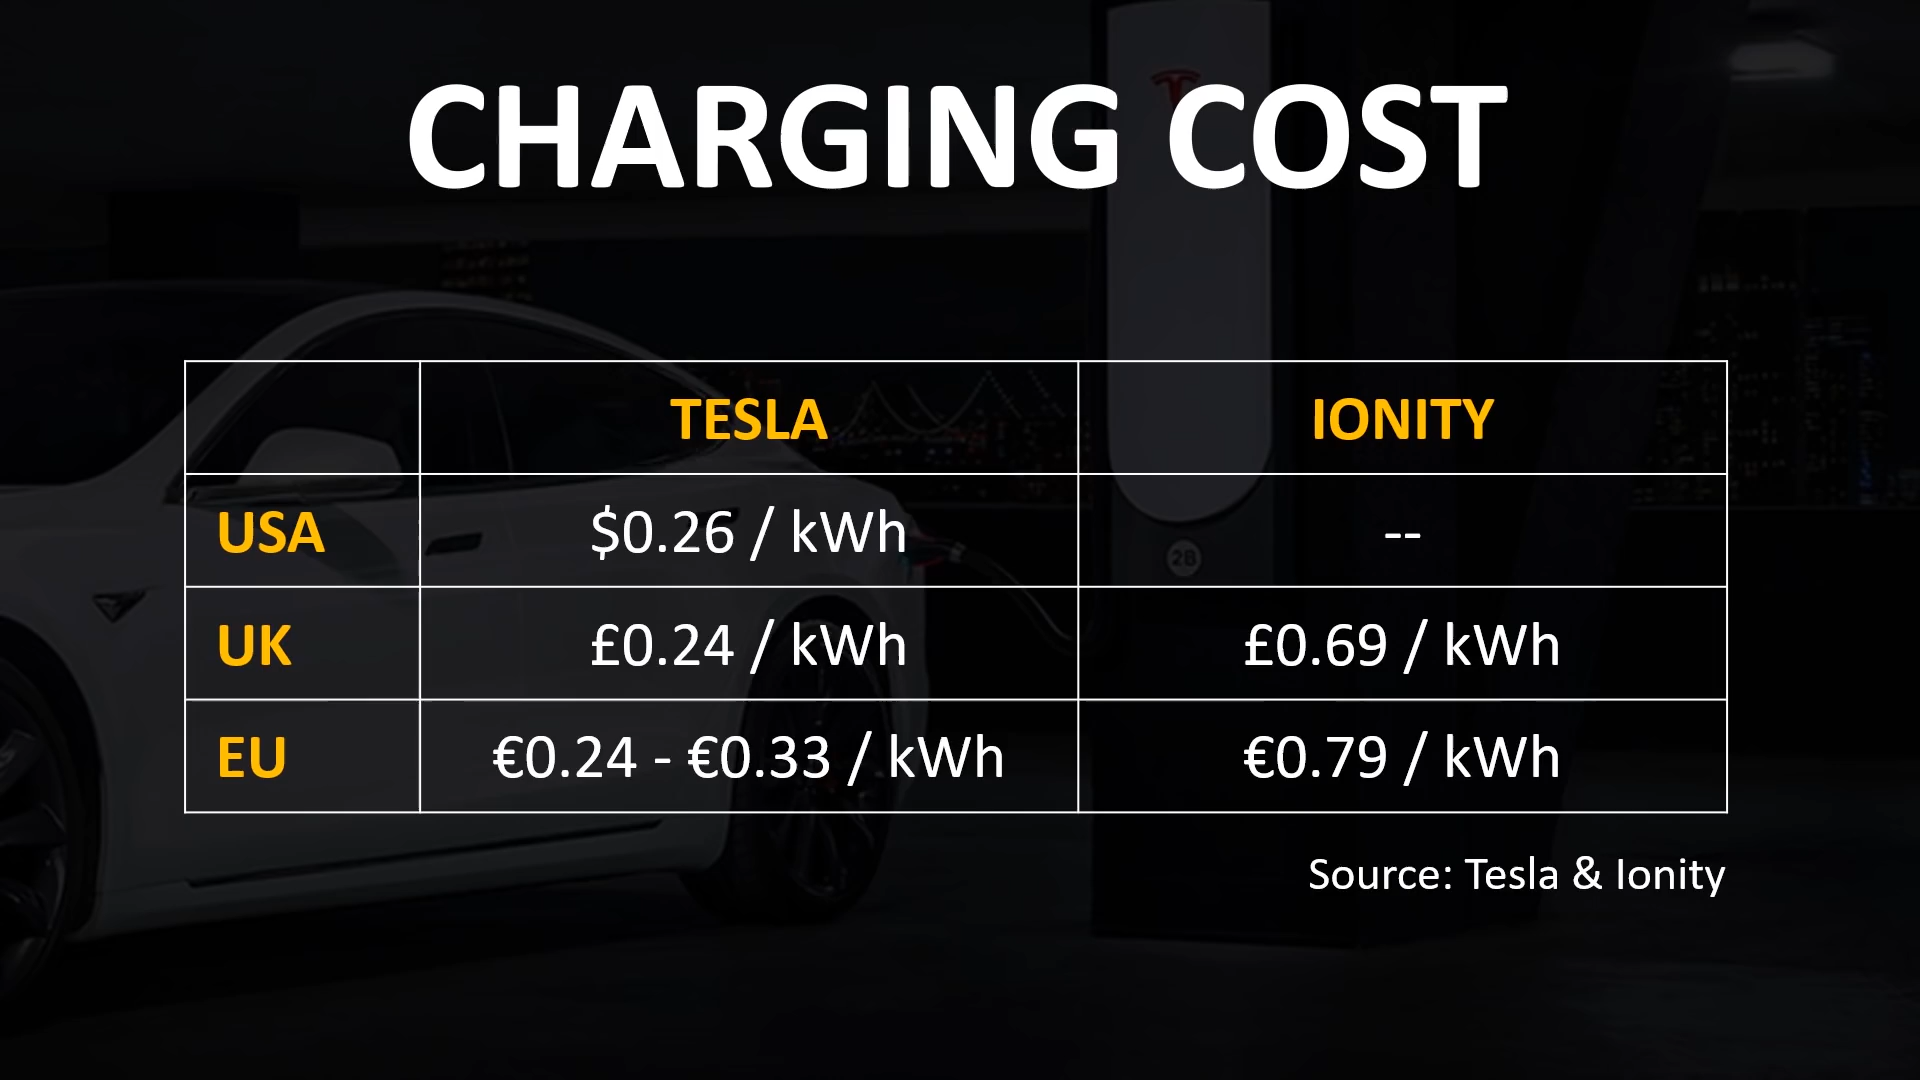 CHARGING COST
TESLA IONITY
USA $0.26 / kWh --
UK £0.24 / kWh £0.69 / kWh
EU €0.24 - €0.33 / kWh €0.79 / kWh
Source: Tesla & Ionity
2B